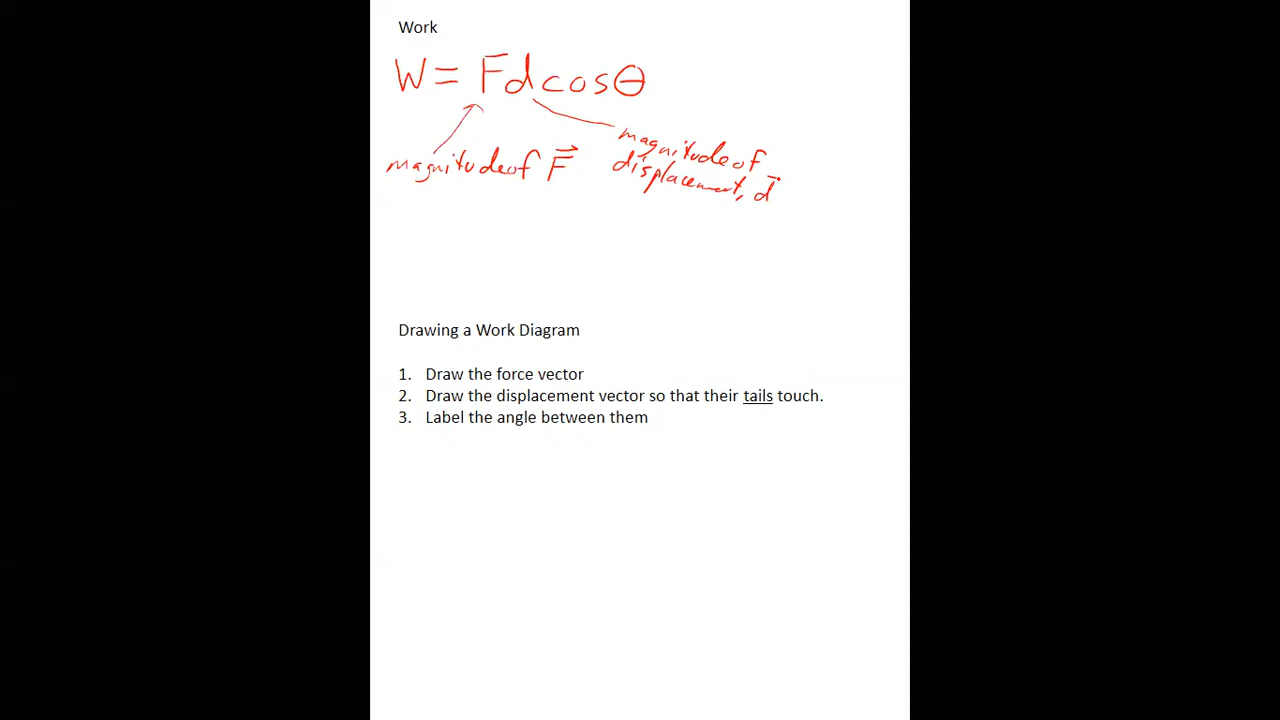 Work
W = Fdcosθ
magnitude of F⃗
magnitude of
displacement, d⃗
Drawing a Work Diagram
1. Draw the force vector
2. Draw the displacement vector so that their tails touch.
3. Label the angle between them